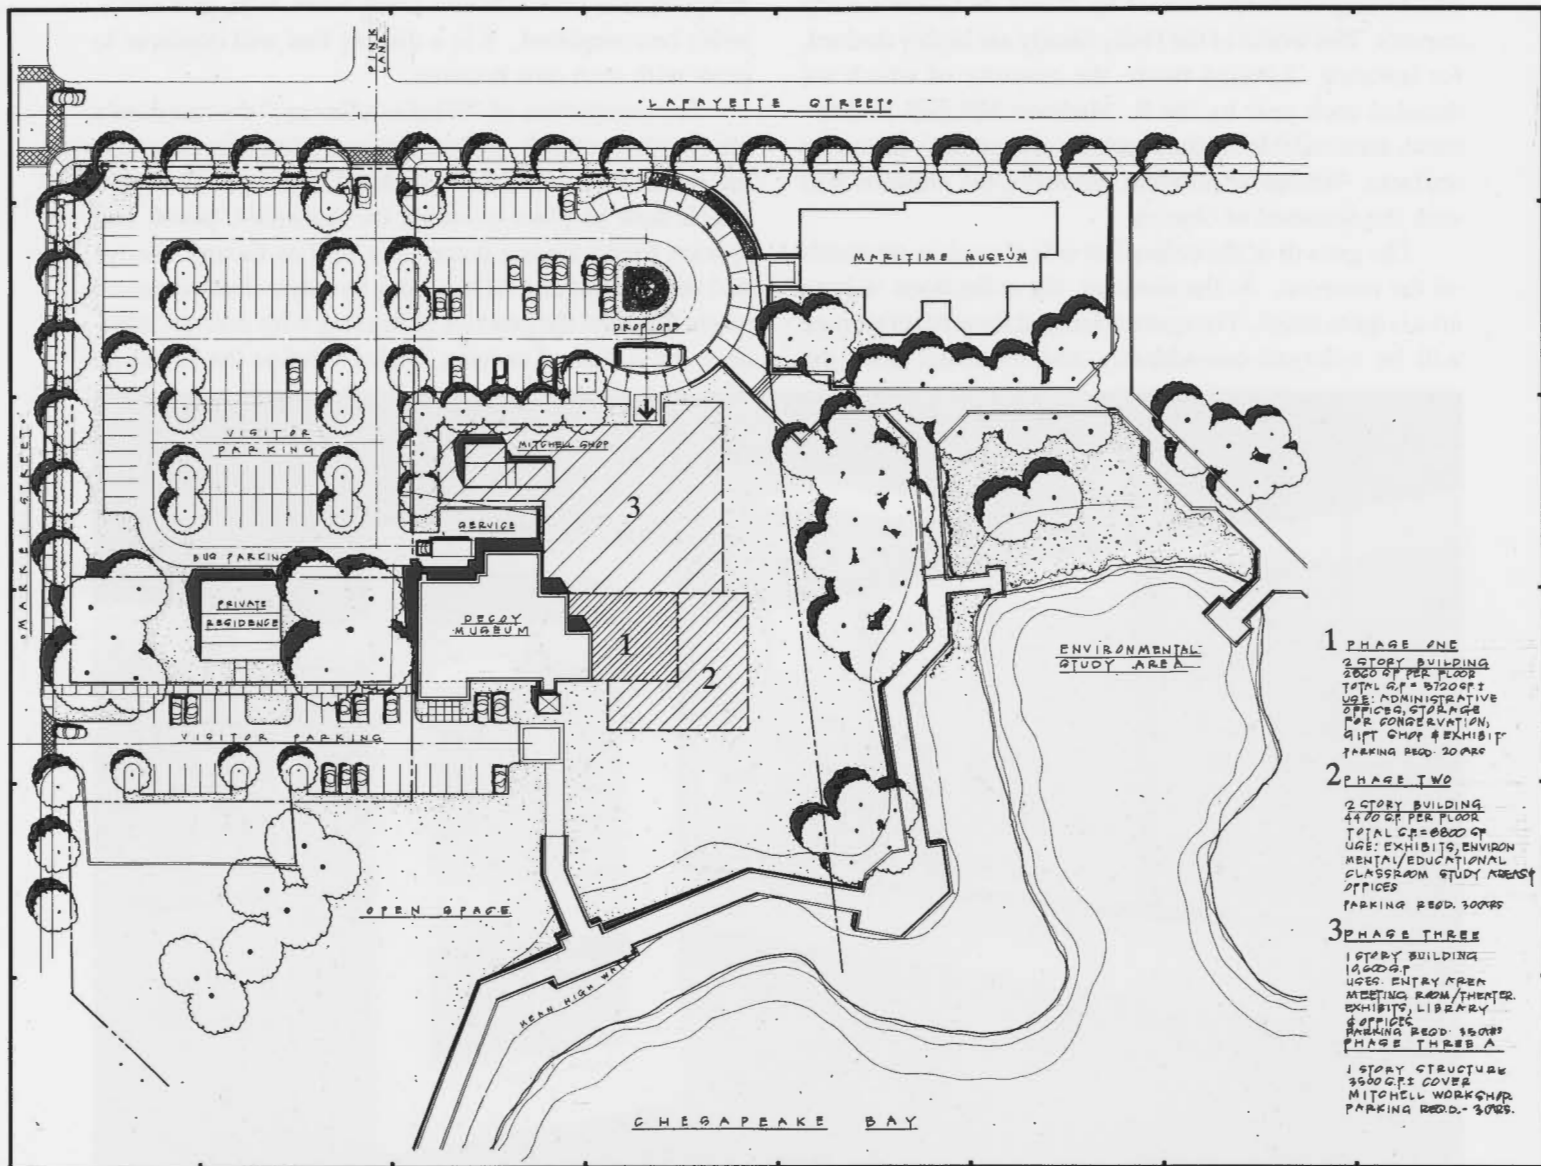 PINK
LANE
·LAFAYETTE STREET·
MARITIME MUSEUM
DROP-OFF
·MARKET STREET·
VISITOR
PARKING
MITCHELL SHOP
3
SERVICE
BUS PARKING
PRIVATE
RESIDENCE
DECOY
MUSEUM
1
2
ENVIRONMENTAL
STUDY AREA
VISITOR PARKING
OPEN SPACE
MEAN HIGH WATER
CHESAPEAKE BAY
1 PHASE ONE
2 STORY BUILDING
2860 SF PER FLOOR
TOTAL S.F. = 5720 SF ±
USE: ADMINISTRATIVE
OFFICES, STORAGE
FOR CONSERVATION,
GIFT SHOP & EXHIBIT
PARKING REQD. 20 CARS
2 PHASE TWO
2 STORY BUILDING
4400 S.F. PER FLOOR
TOTAL S.F. = 8800 SF
USE: EXHIBITS, ENVIRON
MENTAL/EDUCATIONAL
CLASSROOM STUDY AREAS &
OFFICES
PARKING REQD. 30 CARS
3 PHASE THREE
1 STORY BUILDING
S.F.
USES: ENTRY AREA
MEETING ROOM/THEATER.
EXHIBITS, LIBRARY
& OFFICES
PARKING REQD. 35 CARS
PHASE THREE A
1 STORY STRUCTURE
3500 S.F. ± COVER
MITCHELL WORKSHOP.
PARKING REQD. - 3 CARS.